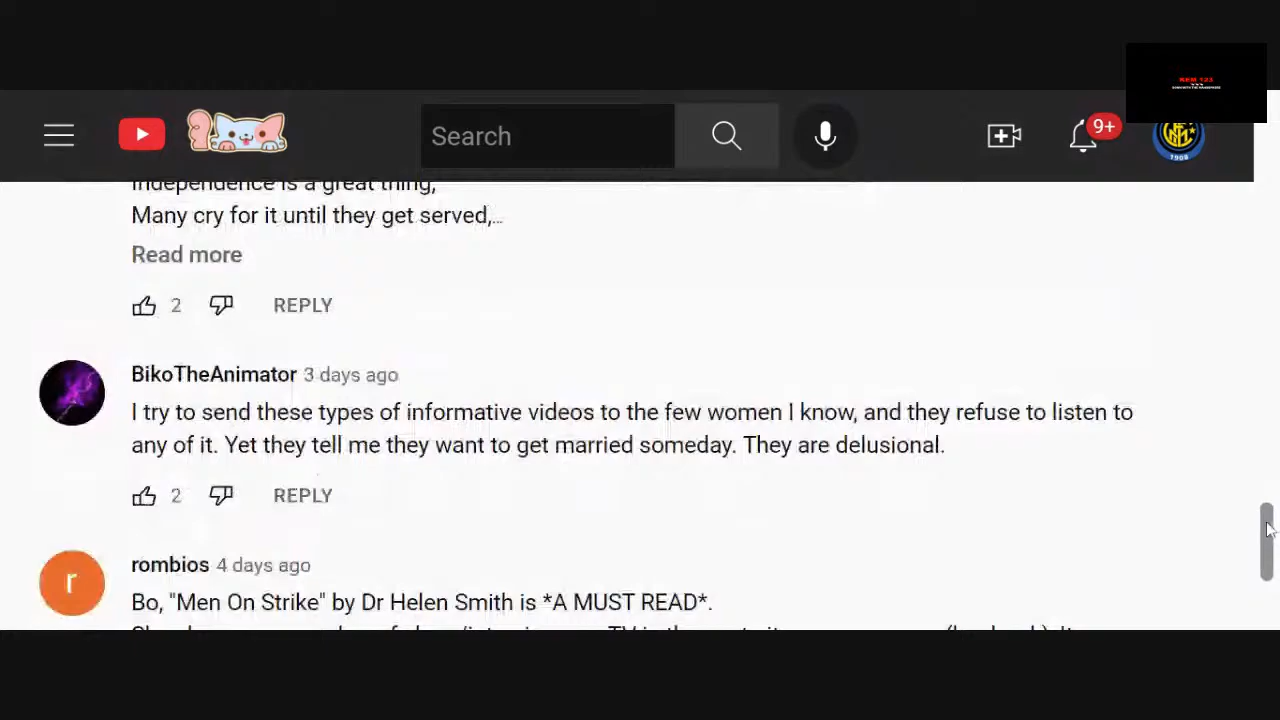 KEM 123
Search
9+
1908
Independence is a great thing,
Many cry for it until they get served,...
Read more
2
REPLY
BikoTheAnimator 3 days ago
I try to send these types of informative videos to the few women I know, and they refuse to listen to
any of it. Yet they tell me they want to get married someday. They are delusional.
2
REPLY
r
rombios 4 days ago
Bo, "Men On Strike" by Dr Helen Smith is *A MUST READ*.